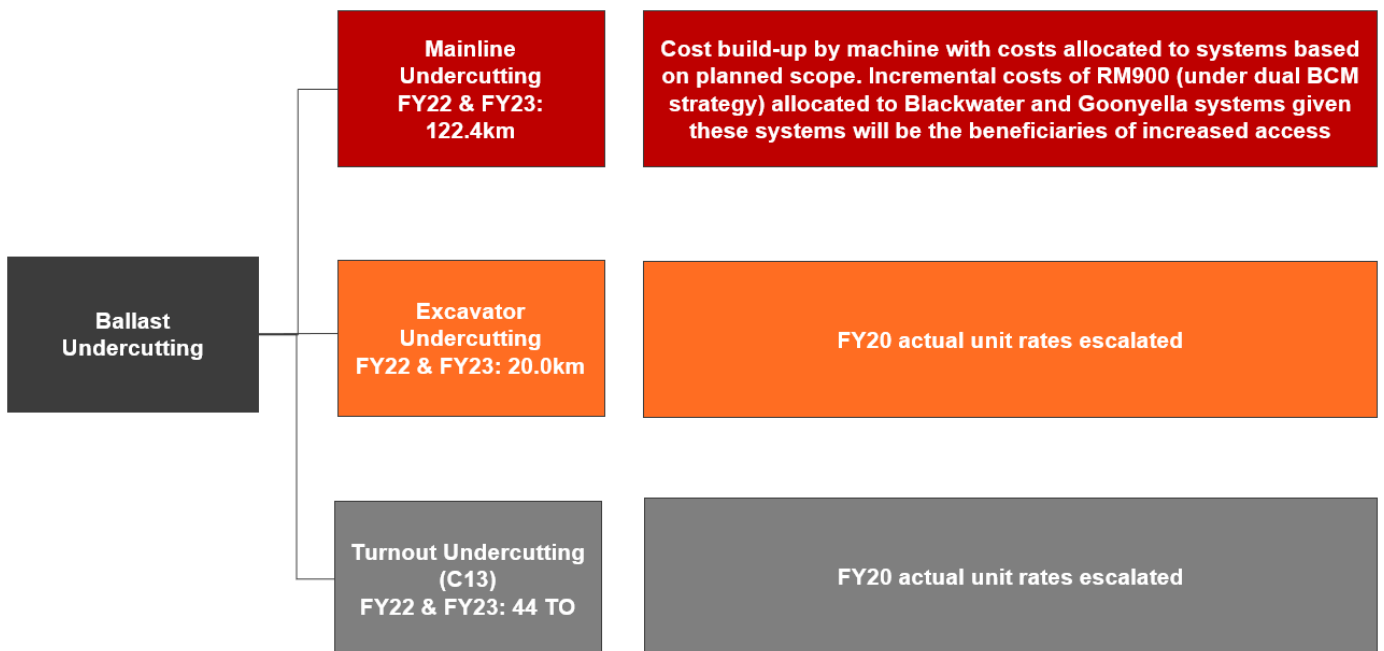 Mainline
Undercutting
FY22 & FY23:
122.4km
Cost build-up by machine with costs allocated to systems based
on planned scope. Incremental costs of RM900 (under dual BCM
strategy) allocated to Blackwater and Goonyella systems given
these systems will be the beneficiaries of increased access
Ballast
Undercutting
Excavator
Undercutting
FY22 & FY23: 20.0km
FY20 actual unit rates escalated
Turnout Undercutting
(C13)
FY22 & FY23: 44 TO
FY20 actual unit rates escalated